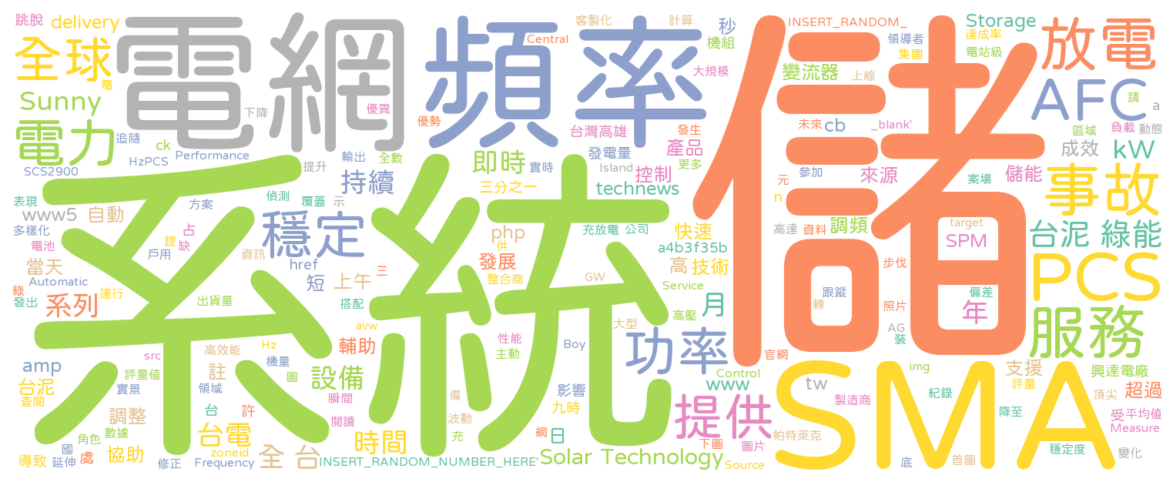 跳脫
delivery
全球
電
電網
頻率
Central
客製化
計算
秒
機組
大規模
INSERT_RANDOM_
領導者
集團
Storage
達成率
電站級
放電
變流器
上線
AFC
請
a
Sunny
下降
優異
優勢
台灣高雄
發生
更多
產品
未來
cb
_blank'
區域
負載
動態
電力
追隨
ck
HzPCS
Performance
SCS2900
提升
輸出
全數
即時
實時
發電量
Island
控制
儲
參加
來源
儲能
成效
kW
表現
方案
偵測
覆蓋
示
持續
三分之一
technews
元
n
案場
事故
www5
自動
多樣化
電池
鋰
占
缺
戶用
資訊
穩定
php
供
充放電
公司
快速
a4b3f35b
高達
資料
調頻
target
SPM
台泥
綠能
當天
href
短
上午
三
發展
整合商
高
技術
步伐
Automatic
綠
發出
系列
運行
出貨量
系統
搭配
GW
Service
月
跟蹤
轉
偏差
照片
年
PCS
src
高效能
Hz
avw
輔助
性能
主動
大型
高壓
Boy
功率
官網
AG
裝
服務
amp
評量值
實景
領域
機量
圖
註
設備
瞬間
影響
Control
www
tw
SMA
img
製造商
紀錄
支援
評量
興達電廠
頂尖
超過
台泥
查閱
調整
台
許
閱讀
備
波動
九時
提供
降至
受平均值
Measure
國
延伸
角色
數據
台電
zoneid
時間
充
網
日
下圖
圖片
帕特萊克
穩定度
變化
導致
處
協助
修正
Frequency
全
台
INSERT_RANDOM_NUMBER_HERE'
Solar Technology
Source
底
首圖